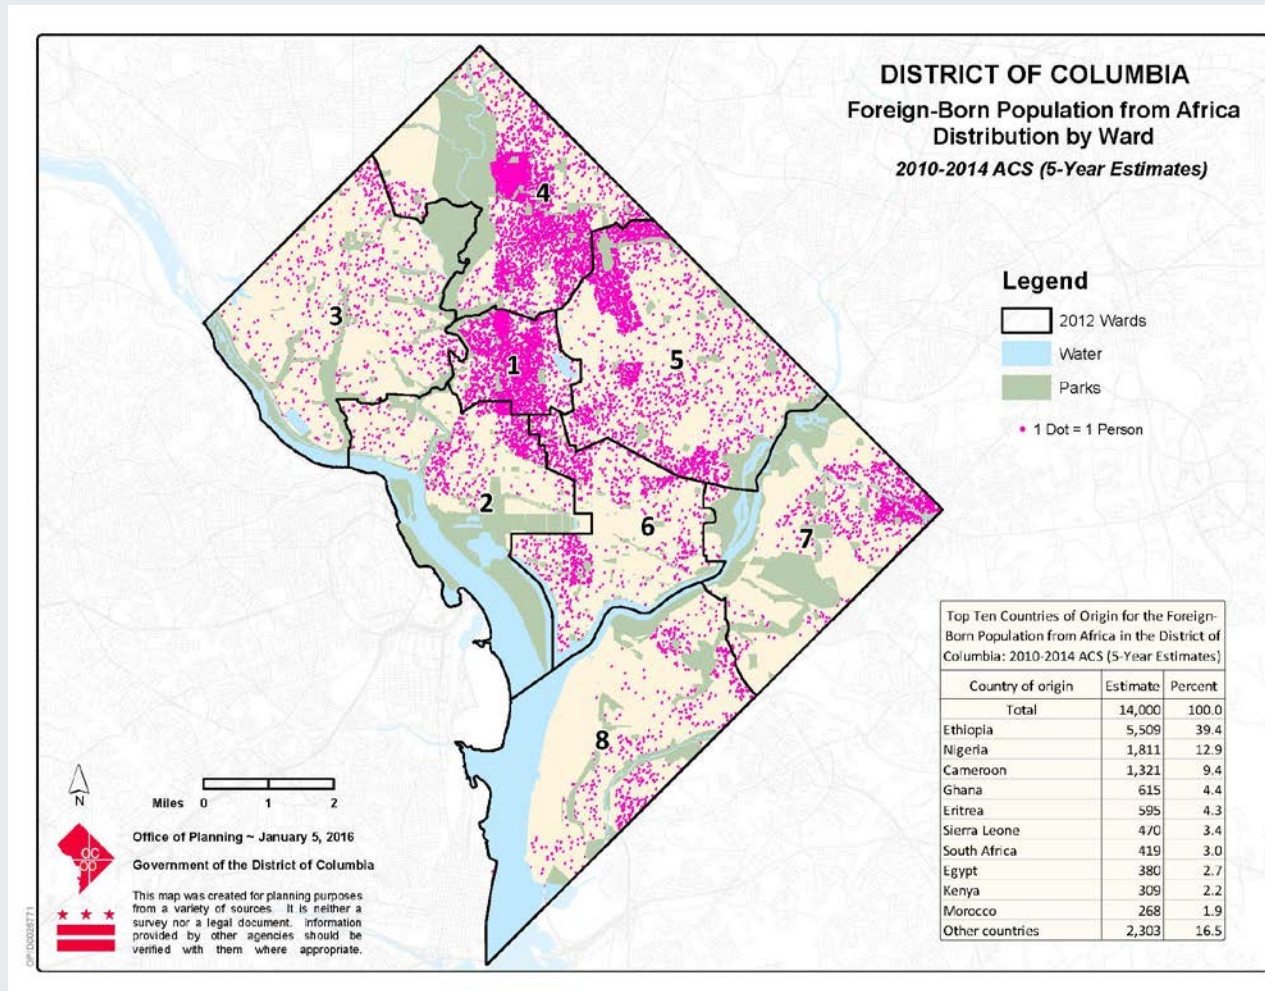 DISTRICT OF COLUMBIA
Foreign-Born Population from Africa
Distribution by Ward
2010-2014 ACS (5-Year Estimates)
4
3
1
5
2
6
7
8
Legend
2012 Wards
Water
Parks
1 Dot = 1 Person
Top Ten Countries of Origin for the Foreign-
Born Population from Africa in the District of
Columbia: 2010-2014 ACS (5-Year Estimates)
Country of origin Estimate Percent
Total 14,000 100.0
Ethiopia 5,509 39.4
Nigeria 1,811 12.9
Cameroon 1,321 9.4
Ghana 615 4.4
Eritrea 595 4.3
Sierra Leone 470 3.4
South Africa 419 3.0
Egypt 380 2.7
Kenya 309 2.2
Morocco 268 1.9
Other countries 2,303 16.5
N
Miles 0 1 2
dc
op
Office of Planning ~ January 5, 2016
Government of the District of Columbia
This map was created for planning purposes
from a variety of sources. It is neither a
survey nor a legal document. Information
provided by other agencies should be
verified with them where appropriate.